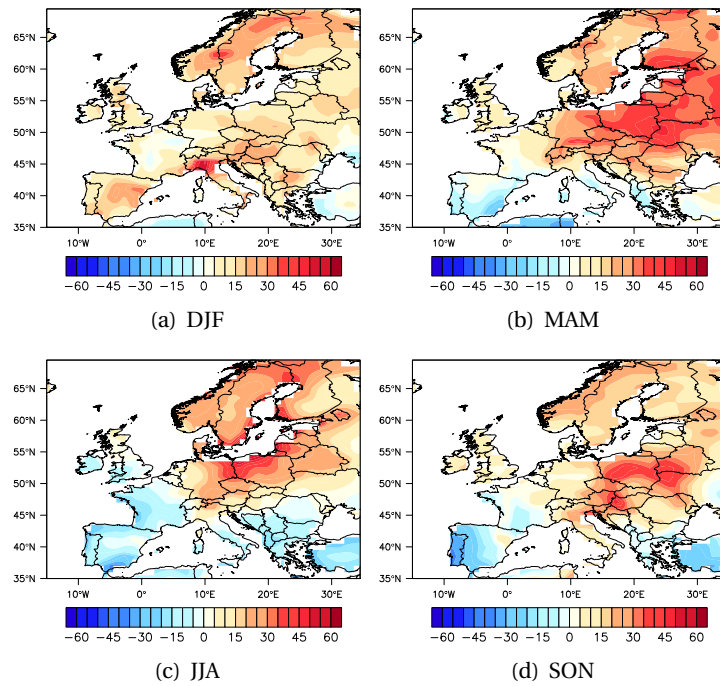 65°N 65°N
60°N 60°N
55°N 55°N
50°N 50°N
45°N 45°N
40°N 40°N
35°N 35°N
10°W 0° 10°E 20°E 30°E 10°W 0° 10°E 20°E 30°E
−60 −45 −30 −15 0 15 30 45 60 −60 −45 −30 −15 0 15 30 45 60
(a) DJF (b) MAM
65°N 65°N
60°N 60°N
55°N 55°N
50°N 50°N
45°N 45°N
40°N 40°N
35°N 35°N
10°W 0° 10°E 20°E 30°E 10°W 0° 10°E 20°E 30°E
−60 −45 −30 −15 0 15 30 45 60 −60 −45 −30 −15 0 15 30 45 60
(c) JJA (d) SON